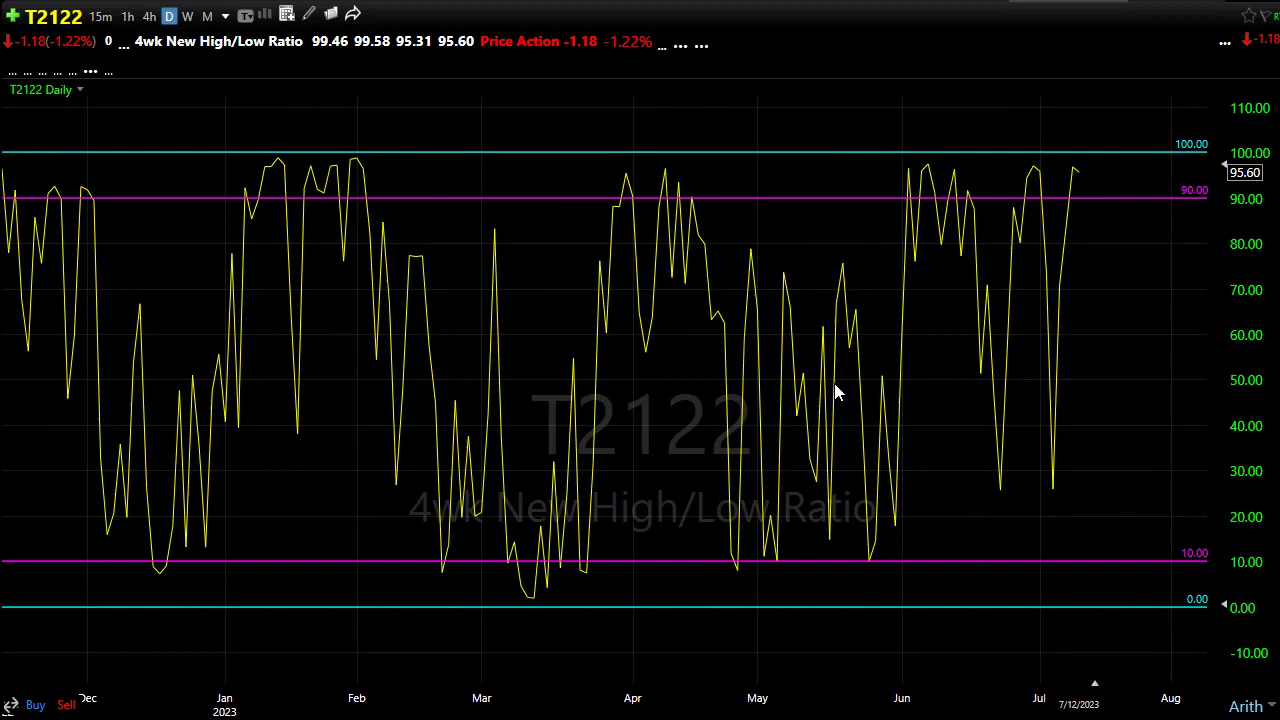 T2122 15m 1h 4h D W M
-1.18(-1.22%) 0 ... 4wk New High/Low Ratio 99.46 99.58 95.31 95.60 Price Action -1.18 -1.22% ... ... ... ... -1.18
... ... ... ... ... ... ...
T2122 Daily
110.00
100.00 100.00
95.60
90.00 90.00
80.00
70.00
60.00
50.00
40.00
30.00
20.00
10.00 10.00
0.00 0.00
-10.00
T2122
4wk New High/Low Ratio
Dec Jan Feb Mar Apr May Jun Jul Aug
2023 7/12/2023
Buy Sell Arith